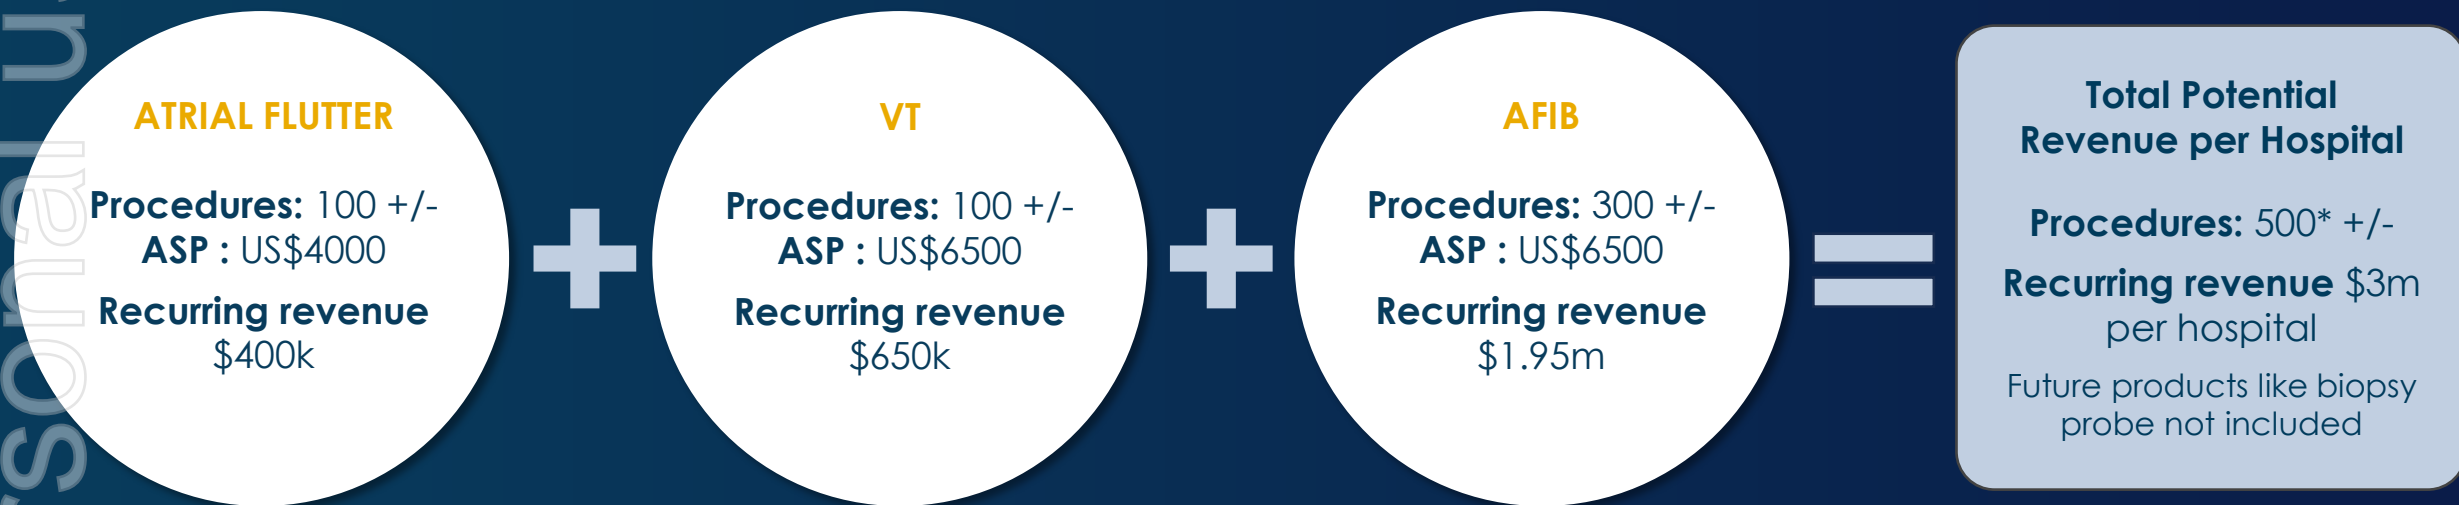 ATRIAL FLUTTER
Procedures: 100 +/-
ASP : US$4000
Recurring revenue
$400k
VT
Procedures: 100 +/-
ASP : US$6500
Recurring revenue
$650k
AFIB
Procedures: 300 +/-
ASP : US$6500
Recurring revenue
$1.95m
Total Potential
Revenue per Hospital
Procedures: 500* +/-
Recurring revenue $3m
per hospital
Future products like biopsy
probe not included